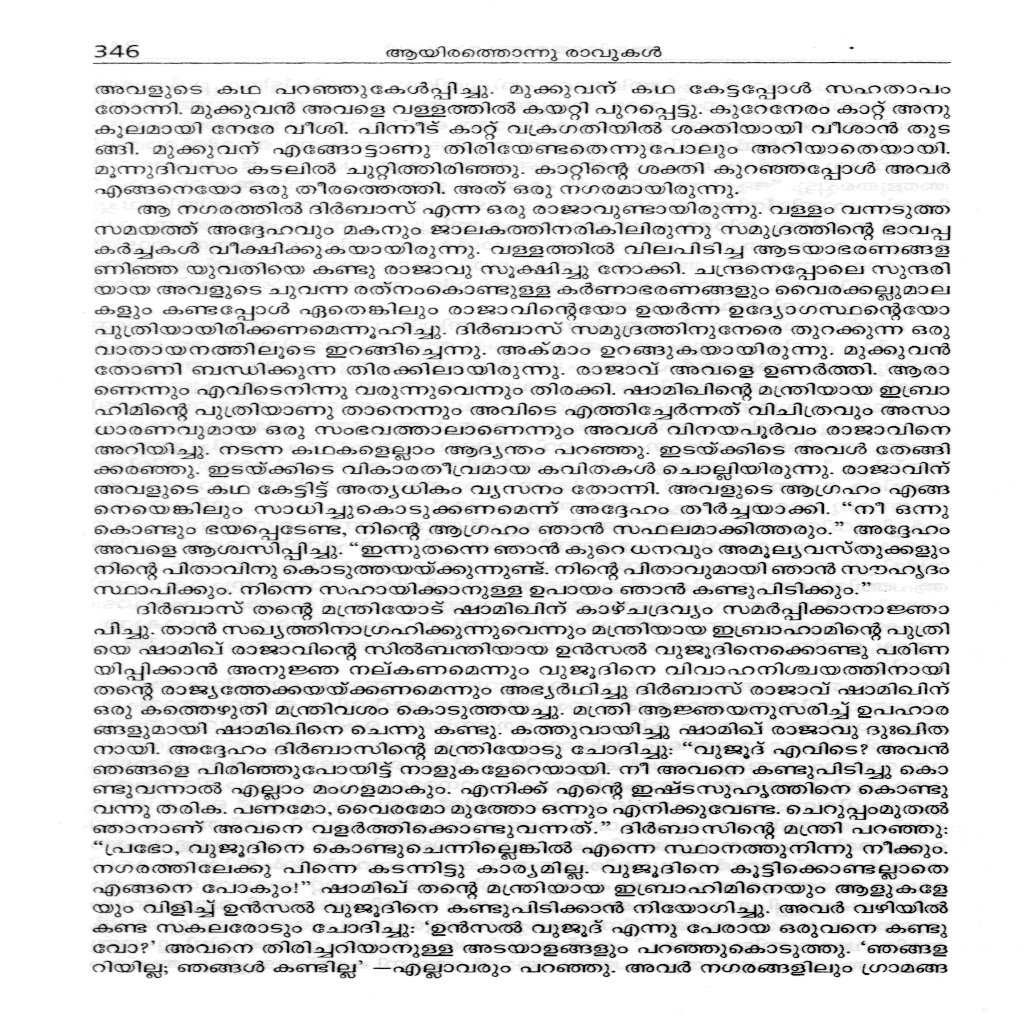 346 ആയിരത്തൊന്നു രാവുകൾ
അവളുടെ കഥ പറഞ്ഞുകേൾപ്പിച്ചു. മുക്കുവന് കഥ കേട്ടപ്പോൾ സഹതാപം
തോന്നി. മുക്കുവൻ അവളെ വള്ളത്തിൽ കയറ്റി പുറപ്പെട്ടു. കുറേനേരം കാറ്റ് അനു
കൂലമായി നേരേ വീശി. പിന്നീട് കാറ്റ് വക്രഗതിയിൽ ശക്തിയായി വീശാൻ തുട
ങ്ങി. മുക്കുവന് എങ്ങോട്ടാണു തിരിയേണ്ടതെന്നുപോലും അറിയാതെയായി.
മൂന്നുദിവസം കടലിൽ ചുറ്റിത്തിരിഞ്ഞു. കാറ്റിന്റെ ശക്തി കുറഞ്ഞപ്പോൾ അവർ
എങ്ങനെയോ ഒരു തീരത്തെത്തി. അത് ഒരു നഗരമായിരുന്നു.
ആ നഗരത്തിൽ ദിർബാസ് എന്ന ഒരു രാജാവുണ്ടായിരുന്നു. വള്ളം വന്നടുത്ത
സമയത്ത് അദ്ദേഹവും മകനും ജാലകത്തിനരികിലിരുന്നു സമുദ്രത്തിന്റെ ഭാവപ്പ
കർച്ചകൾ വീക്ഷിക്കുകയായിരുന്നു. വള്ളത്തിൽ വിലപിടിച്ച ആടയാഭരണങ്ങള
ണിഞ്ഞ യുവതിയെ കണ്ടു രാജാവു സൂക്ഷിച്ചു നോക്കി. ചന്ദ്രനെപ്പോലെ സുന്ദരി
യായ അവളുടെ ചുവന്ന രത്നംകൊണ്ടുള്ള കർണാഭരണങ്ങളും വൈരക്കല്ലുമാല
കളും കണ്ടപ്പോൾ ഏതെങ്കിലും രാജാവിന്റെയോ ഉയർന്ന ഉദ്യോഗസ്ഥന്റെയോ
പുത്രിയായിരിക്കണമെന്നൂഹിച്ചു. ദിർബാസ് സമുദ്രത്തിനുനേരെ തുറക്കുന്ന ഒരു
വാതായനത്തിലൂടെ ഇറങ്ങിച്ചെന്നു. അക്മാം ഉറങ്ങുകയായിരുന്നു. മുക്കുവൻ
തോണി ബന്ധിക്കുന്ന തിരക്കിലായിരുന്നു. രാജാവ് അവളെ ഉണർത്തി. ആരാ
ണെന്നും എവിടെനിന്നു വരുന്നുവെന്നും തിരക്കി. ഷാമിഖിന്റെ മന്ത്രിയായ ഇബ്രാ
ഹിമിന്റെ പുത്രിയാണു താനെന്നും അവിടെ എത്തിച്ചേർന്നത് വിചിത്രവും അസാ
ധാരണവുമായ ഒരു സംഭവത്താലാണെന്നും അവൾ വിനയപൂർവം രാജാവിനെ
അറിയിച്ചു. നടന്ന കഥകളെല്ലാം ആദ്യന്തം പറഞ്ഞു. ഇടയ്ക്കിടെ അവൾ തേങ്ങി
ക്കരഞ്ഞു. ഇടയ്ക്കിടെ വികാരതീവ്രമായ കവിതകൾ ചൊല്ലിയിരുന്നു. രാജാവിന്
അവളുടെ കഥ കേട്ടിട്ട് അത്യധികം വ്യസനം തോന്നി. അവളുടെ ആഗ്രഹം എങ്ങ
നെയെങ്കിലും സാധിച്ചുകൊടുക്കണമെന്ന് അദ്ദേഹം തീർച്ചയാക്കി. “നീ ഒന്നു
കൊണ്ടും ഭയപ്പെടേണ്ട, നിന്റെ ആഗ്രഹം ഞാൻ സഫലമാക്കിത്തരും.” അദ്ദേഹം
അവളെ ആശ്വസിപ്പിച്ചു. “ഇന്നുതന്നെ ഞാൻ കുറെ ധനവും അമൂല്യവസ്തുക്കളും
നിന്റെ പിതാവിനു കൊടുത്തയയ്ക്കുന്നുണ്ട്. നിന്റെ പിതാവുമായി ഞാൻ സൗഹൃദം
സ്ഥാപിക്കും. നിന്നെ സഹായിക്കാനുള്ള ഉപായം ഞാൻ കണ്ടുപിടിക്കും.”
ദിർബാസ് തന്റെ മന്ത്രിയോട് ഷാമിഖിന് കാഴ്ചദ്രവ്യം സമർപ്പിക്കാനാജ്ഞാ
പിച്ചു. താൻ സഖ്യത്തിനാഗ്രഹിക്കുന്നുവെന്നും മന്ത്രിയായ ഇബ്രാഹാമിന്റെ പുത്രി
യെ ഷാമിഖ് രാജാവിന്റെ സിൽബന്തിയായ ഉൻസൽ വുജൂദിനെക്കൊണ്ടു പരിണ
യിപ്പിക്കാൻ അനുജ്ഞ നല്കണമെന്നും വുജൂദിനെ വിവാഹനിശ്ചയത്തിനായി
തന്റെ രാജ്യത്തേക്കയയ്ക്കണമെന്നും അഭ്യർഥിച്ചു ദിർബാസ് രാജാവ് ഷാമിഖിന്
ഒരു കത്തെഴുതി മന്ത്രിവശം കൊടുത്തയച്ചു. മന്ത്രി ആജ്ഞയനുസരിച്ച് ഉപഹാര
ങ്ങളുമായി ഷാമിഖിനെ ചെന്നു കണ്ടു. കത്തുവായിച്ചു ഷാമിഖ് രാജാവു ദുഃഖിത
നായി. അദ്ദേഹം ദിർബാസിന്റെ മന്ത്രിയോടു ചോദിച്ചു: “വുജൂദ് എവിടെ? അവൻ
ഞങ്ങളെ പിരിഞ്ഞുപോയിട്ട് നാളുകളേറെയായി. നീ അവനെ കണ്ടുപിടിച്ചു കൊ
ണ്ടുവന്നാൽ എല്ലാം മംഗളമാകും. എനിക്ക് എന്റെ ഇഷ്ടസുഹൃത്തിനെ കൊണ്ടു
വന്നു തരിക. പണമോ, വൈരമോ മുത്തോ ഒന്നും എനിക്കുവേണ്ട. ചെറുപ്പംമുതൽ
ഞാനാണ് അവനെ വളർത്തിക്കൊണ്ടുവന്നത്.” ദിർബാസിന്റെ മന്ത്രി പറഞ്ഞു:
“പ്രഭോ, വുജൂദിനെ കൊണ്ടുചെന്നില്ലെങ്കിൽ എന്നെ സ്ഥാനത്തുനിന്നു നീക്കും.
നഗരത്തിലേക്കു പിന്നെ കടന്നിട്ടു കാര്യമില്ല. വുജൂദിനെ കൂട്ടിക്കൊണ്ടല്ലാതെ
എങ്ങനെ പോകും!” ഷാമിഖ് തന്റെ മന്ത്രിയായ ഇബ്രാഹിമിനെയും ആളുകളേ
യും വിളിച്ച് ഉൻസൽ വുജൂദിനെ കണ്ടുപിടിക്കാൻ നിയോഗിച്ചു. അവർ വഴിയിൽ
കണ്ട സകലരോടും ചോദിച്ചു: ‘ഉൻസൽ വുജൂദ് എന്നു പേരായ ഒരുവനെ കണ്ടു
വോ?’ അവനെ തിരിച്ചറിയാനുള്ള അടയാളങ്ങളും പറഞ്ഞുകൊടുത്തു. ‘ഞങ്ങള
റിയില്ല; ഞങ്ങൾ കണ്ടില്ല’ —എല്ലാവരും പറഞ്ഞു. അവർ നഗരങ്ങളിലും ഗ്രാമങ്ങ